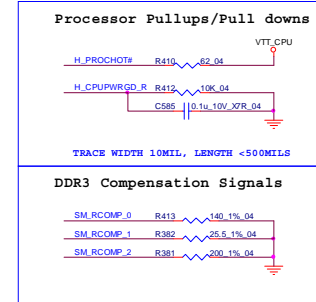 Processor Pullups/Pull downs
VTT_CPU
H_PROCHOT# R410 62_04
H_CPUPWRGD_R R412 10K_04
C585 0.1u_10V_X7R_04
TRACE WIDTH 10MIL, LENGTH <500MILS
DDR3 Compensation Signals
SM_RCOMP_0 R413 140_1%_04
SM_RCOMP_1 R382 25.5_1%_04
SM_RCOMP_2 R381 200_1%_04